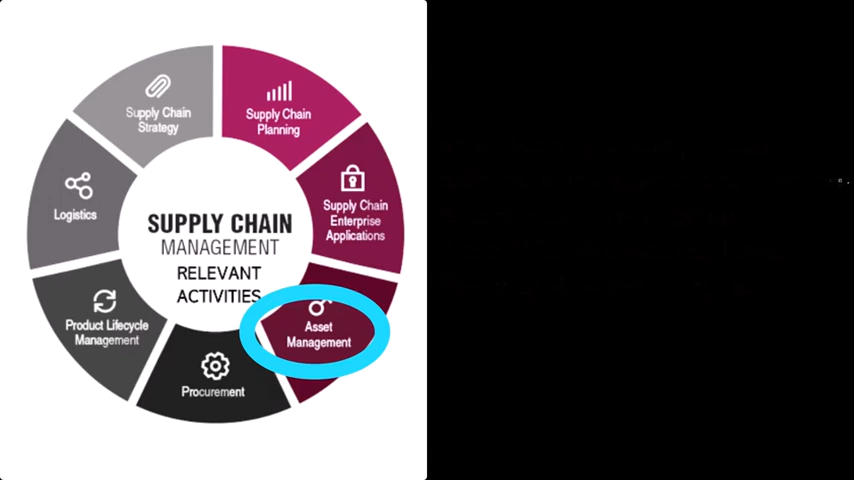 SUPPLY CHAIN
MANAGEMENT
RELEVANT
ACTIVITIES
Supply Chain
Planning
Supply Chain
Enterprise
Applications
Asset
Management
Procurement
Product Lifecycle
Management
Logistics
Supply Chain
Strategy